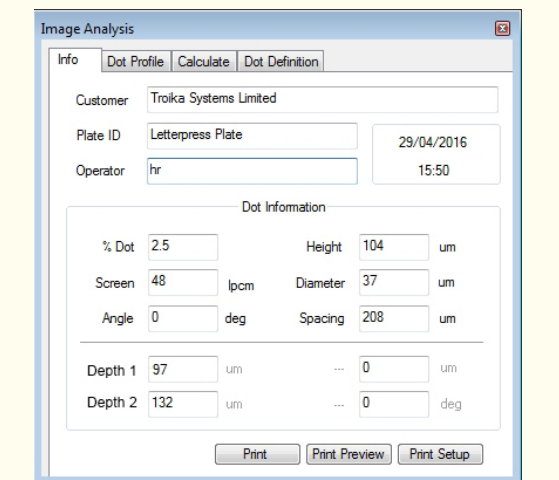 Image Analysis
Info Dot Profile Calculate Dot Definition
Customer Troika Systems Limited
Plate ID Letterpress Plate
29/04/2016
Operator hr
15:50
Dot Information
% Dot 2.5 Height 104 um
Screen 48 lpcm Diameter 37 um
Angle 0 deg Spacing 208 um
Depth 1 97 um --- 0 um
Depth 2 132 um --- 0 deg
Print Print Preview Print Setup